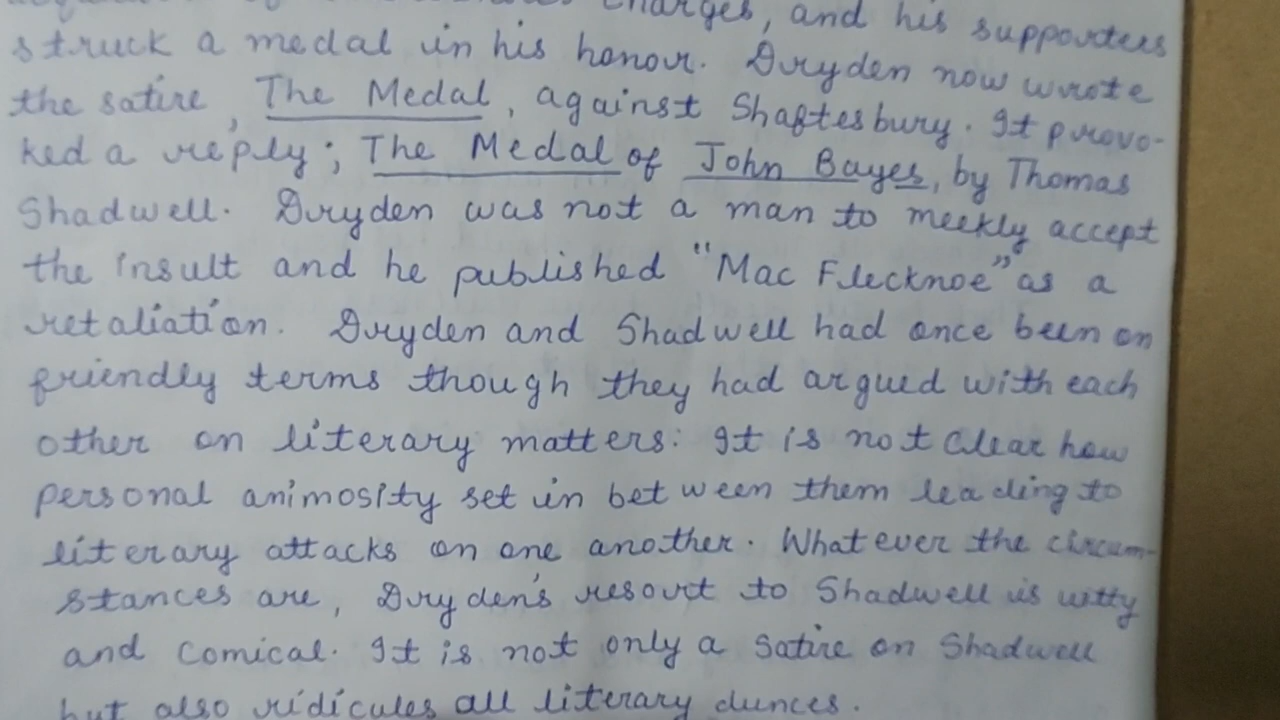 charges, and his supporters
struck a medal in his honour. Dryden now wrote
the satire, The Medal, against Shaftesbury. It provo-
ked a reply; The Medal of John Bayes, by Thomas
Shadwell. Dryden was not a man to meekly accept
the insult and he published "Mac Flecknoe" as a
retaliation. Dryden and Shadwell had once been on
friendly terms though they had argued with each
other on literary matters. It is not clear how
personal animosity set in between them leading to
literary attacks on one another. Whatever the circum-
stances are, Dryden's resort to Shadwell is witty
and comical. It is not only a satire on Shadwell
but also ridicules all literary dunces.